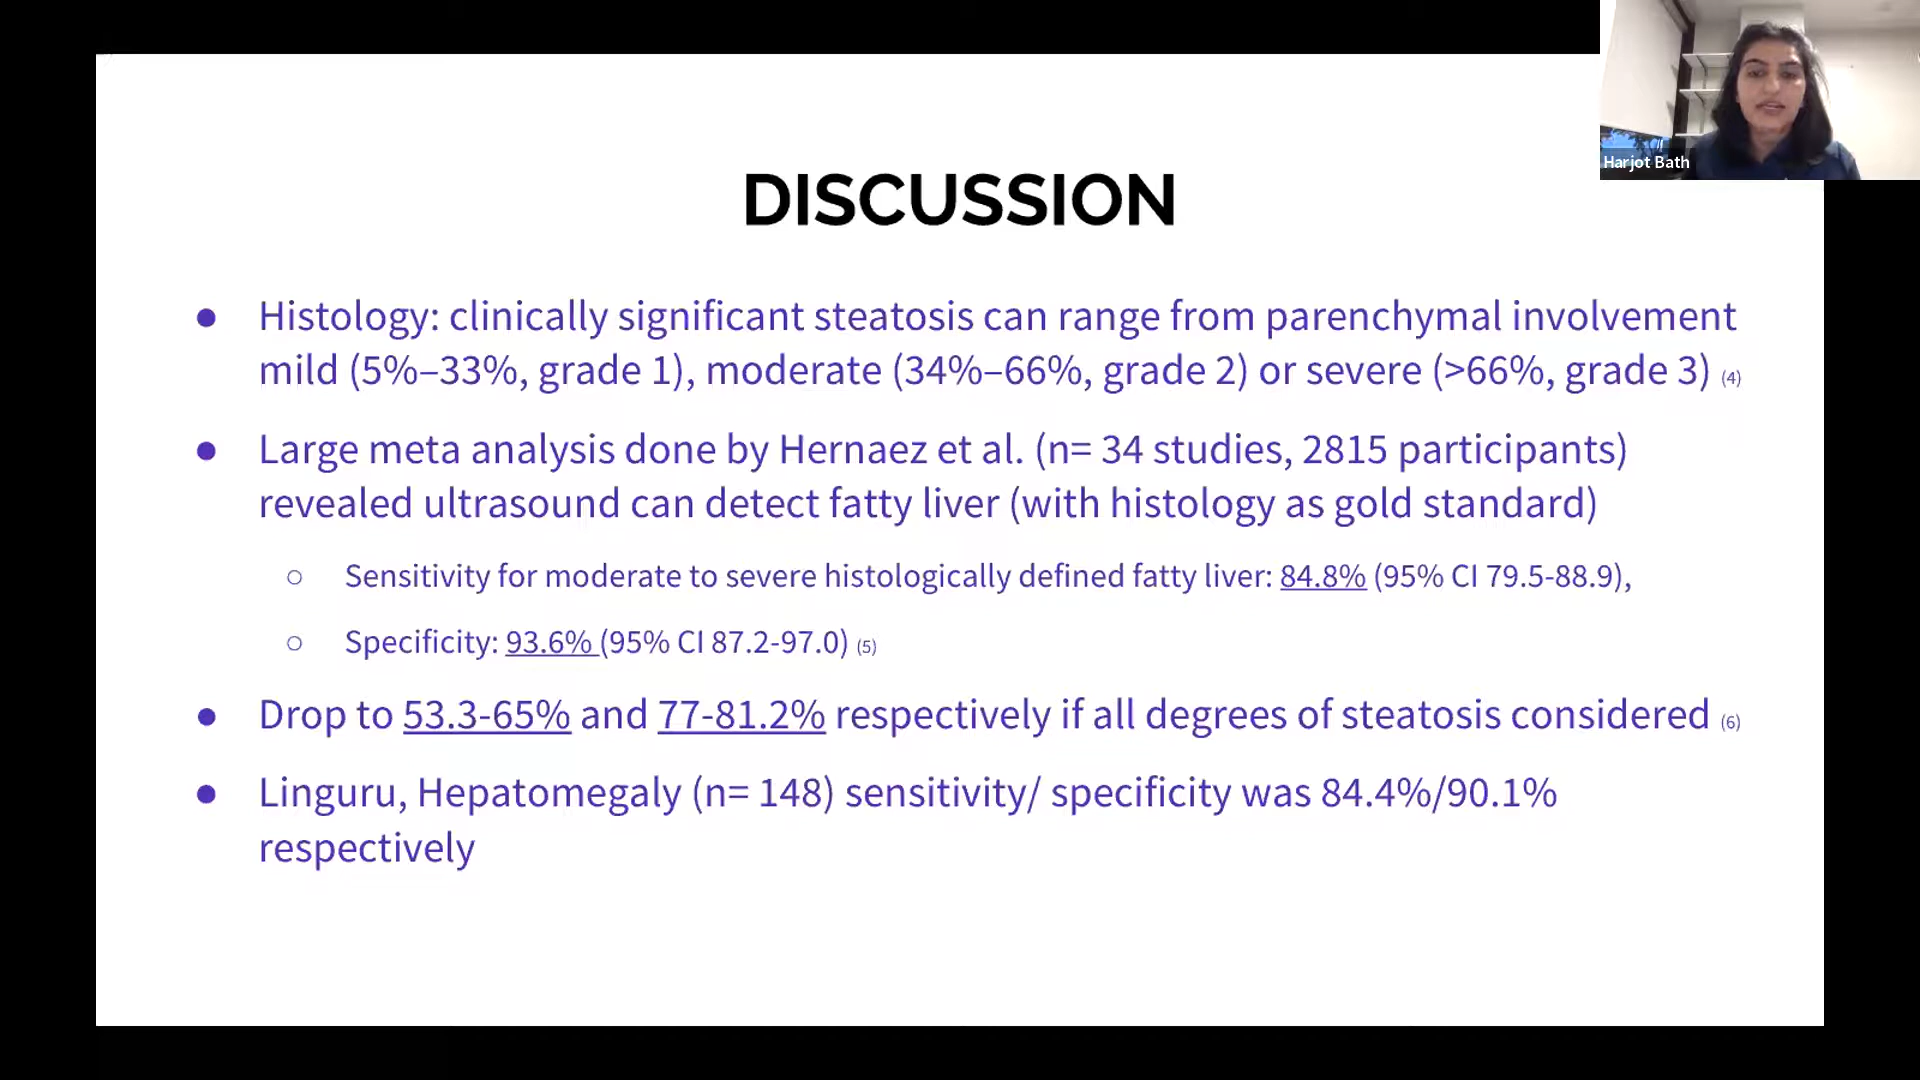 Harjot Bath
DISCUSSION
● Histology: clinically significant steatosis can range from parenchymal involvement
mild (5%–33%, grade 1), moderate (34%–66%, grade 2) or severe (>66%, grade 3) (4)
● Large meta analysis done by Hernaez et al. (n= 34 studies, 2815 participants)
revealed ultrasound can detect fatty liver (with histology as gold standard)
○ Sensitivity for moderate to severe histologically defined fatty liver: 84.8% (95% CI 79.5-88.9),
○ Specificity: 93.6% (95% CI 87.2-97.0) (5)
● Drop to 53.3-65% and 77-81.2% respectively if all degrees of steatosis considered (6)
● Linguru, Hepatomegaly (n= 148) sensitivity/ specificity was 84.4%/90.1%
respectively